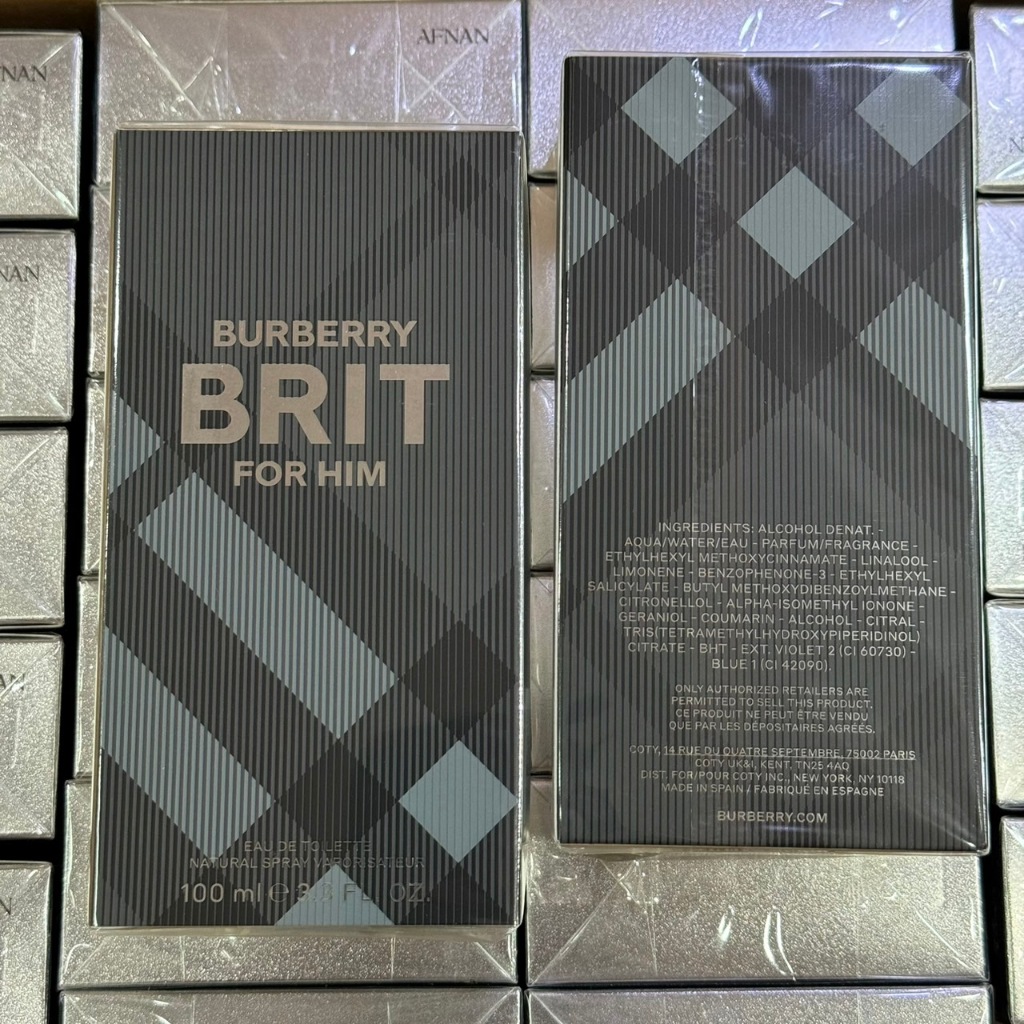 AFNAN
BURBERRY
BRIT
FOR HIM
EAU DE TOILETTE
NATURAL SPRAY VAPORISATEUR
100 ml e 3.3 FL. OZ.
INGREDIENTS: ALCOHOL DENAT. -
AQUA/WATER/EAU - PARFUM/FRAGRANCE -
ETHYLHEXYL METHOXYCINNAMATE - LINALOOL -
LIMONENE - BENZOPHENONE-3 - ETHYLHEXYL
SALICYLATE - BUTYL METHOXYDIBENZOYLMETHANE -
CITRONELLOL - ALPHA-ISOMETHYL IONONE -
GERANIOL - COUMARIN - ALCOHOL - CITRAL -
TRIS(TETRAMETHYLHYDROXYPIPERIDINOL)
CITRATE - BHT - EXT. VIOLET 2 (CI 60730) -
BLUE 1 (CI 42090).
ONLY AUTHORIZED RETAILERS ARE
PERMITTED TO SELL THIS PRODUCT.
CE PRODUIT NE PEUT ÊTRE VENDU
QUE PAR LES DÉPOSITAIRES AGRÉÉS.
COTY, 14 RUE DU QUATRE SEPTEMBRE, 75002 PARIS
COTY UK&I, KENT, TN25 4AQ
DIST. FOR/POUR COTY INC., NEW YORK, NY 10118
MADE IN SPAIN / FABRIQUÉ EN ESPAGNE
BURBERRY.COM